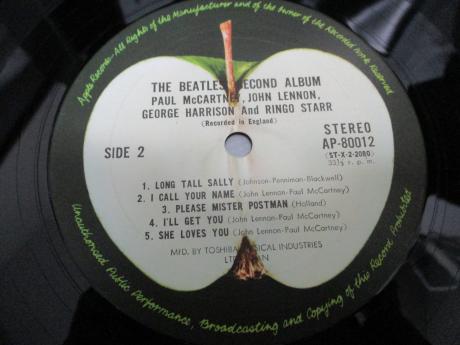 Apple Records-All Rights of the Manufacturer and of the Owner of the Recorded Work Reserved
THE BEATLES SECOND ALBUM
PAUL McCARTNEY, JOHN LENNON,
GEORGE HARRISON And RINGO STARR
(Recorded in England)
SIDE 2
STEREO
AP-80012
(ST-X-2-2080)
33⅓ r. p. m.
1. LONG TALL SALLY (Johnson-Penniman-Blackwell)
2. I CALL YOUR NAME (John Lennon-Paul McCartney)
3. PLEASE MISTER POSTMAN (Holland)
4. I'LL GET YOU (John Lennon-Paul McCartney)
5. SHE LOVES YOU (John Lennon-Paul McCartney)
MFD. BY TOSHIBA MUSICAL INDUSTRIES
LTD. JAPAN
Unauthorised Public Performance, Broadcasting and Copying of this Record Prohibited